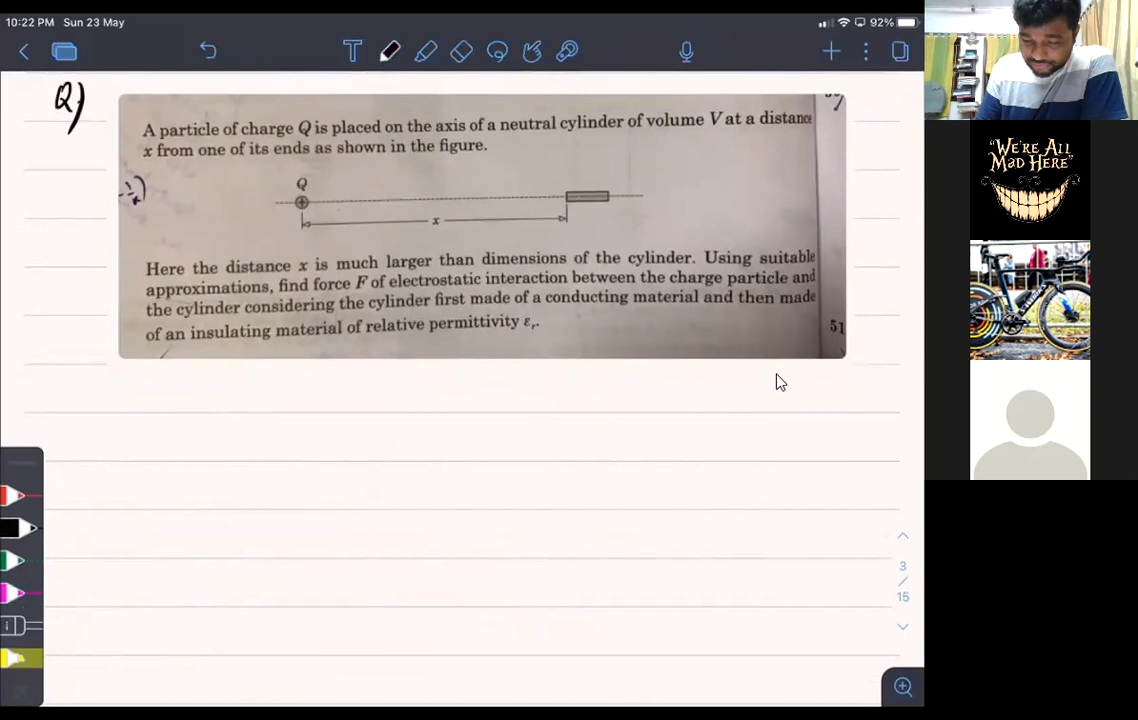 10:22 PM Sun 23 May
92%
Q)
A particle of charge Q is placed on the axis of a neutral cylinder of volume V at a distance
x from one of its ends as shown in the figure.
Q
x
Here the distance x is much larger than dimensions of the cylinder. Using suitable
approximations, find force F of electrostatic interaction between the charge particle and
the cylinder considering the cylinder first made of a conducting material and then made
of an insulating material of relative permittivity εr.
51
3
/
15
"WE'RE ALL
MAD HERE"